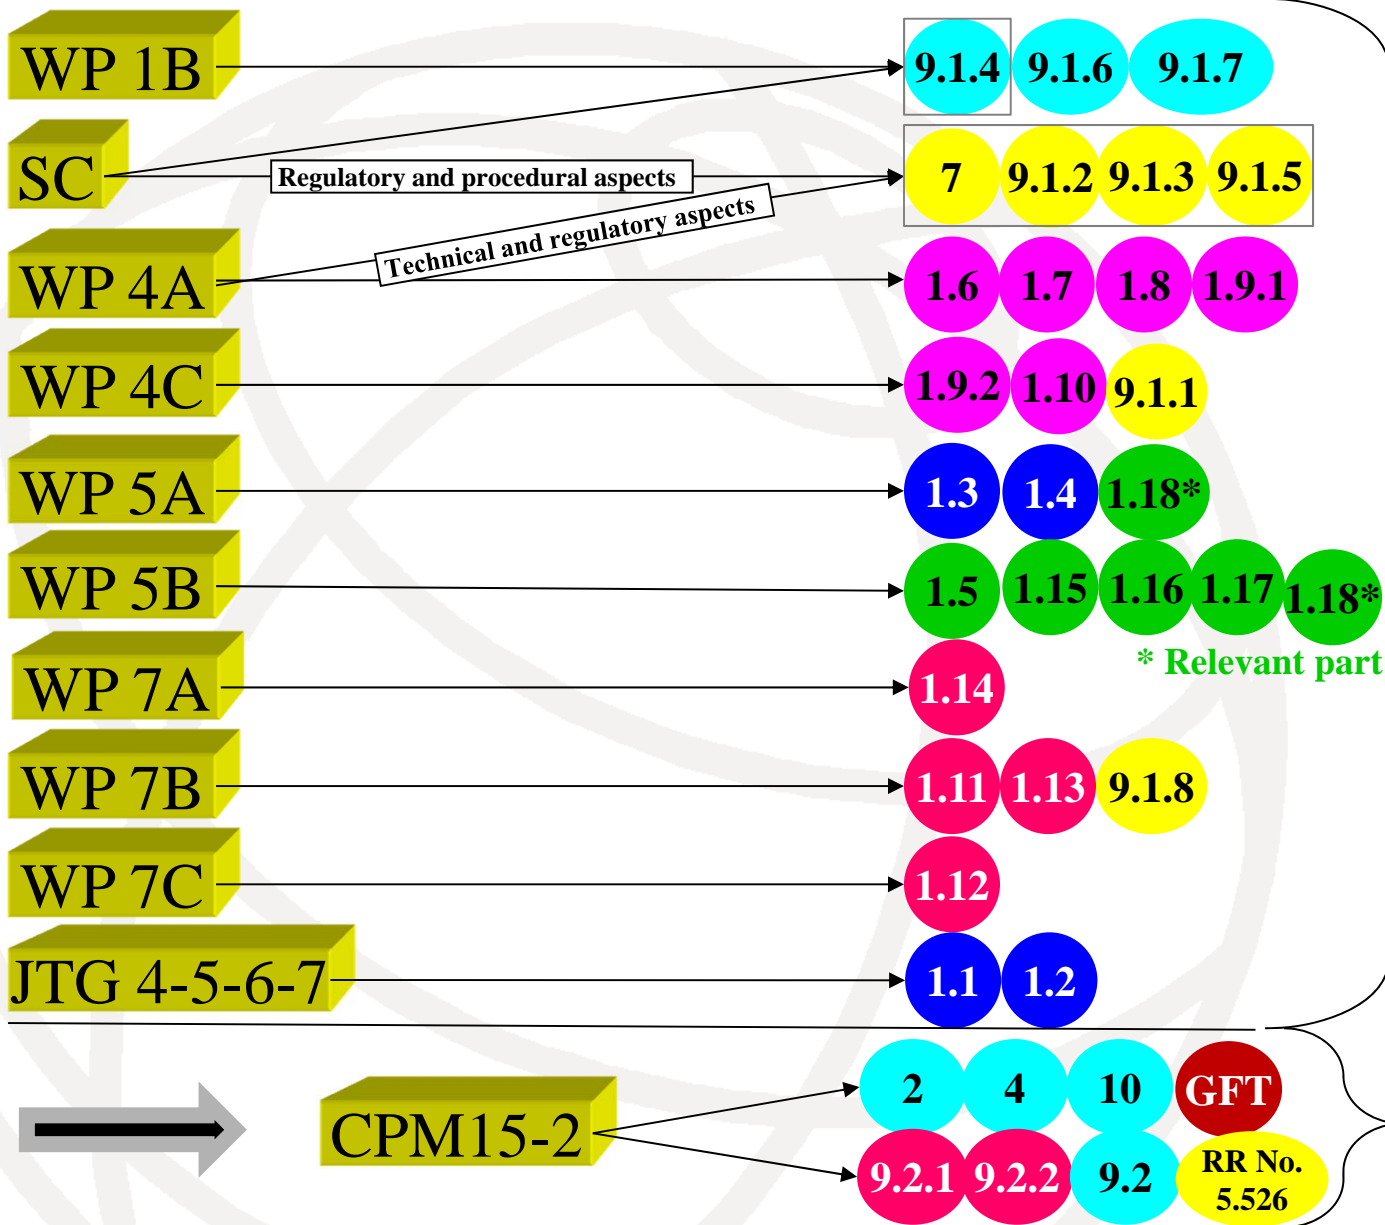 WP 1B 9.1.4 9.1.6 9.1.7
SC Regulatory and procedural aspects 7 9.1.2 9.1.3 9.1.5
Technical and regulatory aspects
WP 4A 1.6 1.7 1.8 1.9.1
WP 4C 1.9.2 1.10 9.1.1
WP 5A 1.3 1.4 1.18*
WP 5B 1.5 1.15 1.16 1.17 1.18*
* Relevant part
WP 7A 1.14
WP 7B 1.11 1.13 9.1.8
WP 7C 1.12
JTG 4-5-6-7 1.1 1.2
CPM15-2 2 4 10 GFT
9.2.1 9.2.2 9.2 RR No.
5.526